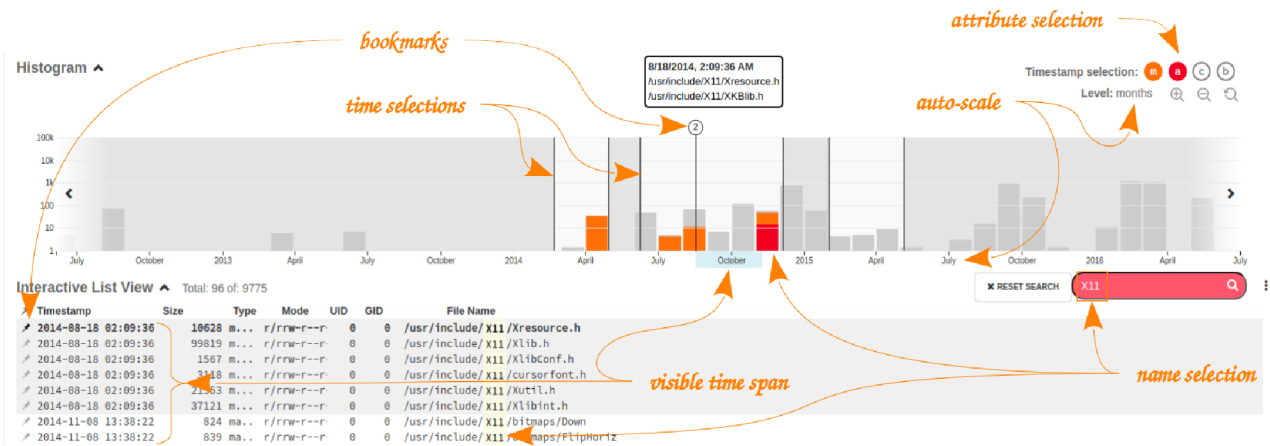 attribute selection
bookmarks
Histogram
8/18/2014, 2:09:36 AM
/usr/include/X11/Xresource.h
/usr/include/X11/XKBlib.h
Timestamp selection: m a c b
Level: months
time selections
auto-scale
2
100k
10k
1k
100
10
1
July October 2013 April July October 2014 April July October 2015 April July October 2016 April July
Interactive List View Total: 96 of: 9775
✖ RESET SEARCH
X11
Timestamp Size Type Mode UID GID File Name
2014-08-18 02:09:36 10628 m... r/rrw-r--r- 0 0 /usr/include/X11/Xresource.h
2014-08-18 02:09:36 99819 m... r/rrw-r--r- 0 0 /usr/include/X11/Xlib.h
2014-08-18 02:09:36 1567 m... r/rrw-r--r- 0 0 /usr/include/X11/XlibConf.h
2014-08-18 02:09:36 3118 m... r/rrw-r--r- 0 0 /usr/include/X11/cursorfont.h
2014-08-18 02:09:36 m... r/rrw-r--r- 0 0 /usr/include/X11/Xutil.h
2014-08-18 02:09:36 37121 m... r/rrw-r--r- 0 0 /usr/include/X11/Xlibint.h
2014-11-08 13:38:22 824 ma.. r/rrw-r--r- 0 0 /usr/include/X11/bitmaps/Down
2014-11-08 13:38:22 839 ma.. r/rrw-r--r- 0 0 /usr/include/X11/bitmaps/FlipHoriz
visible time span
name selection